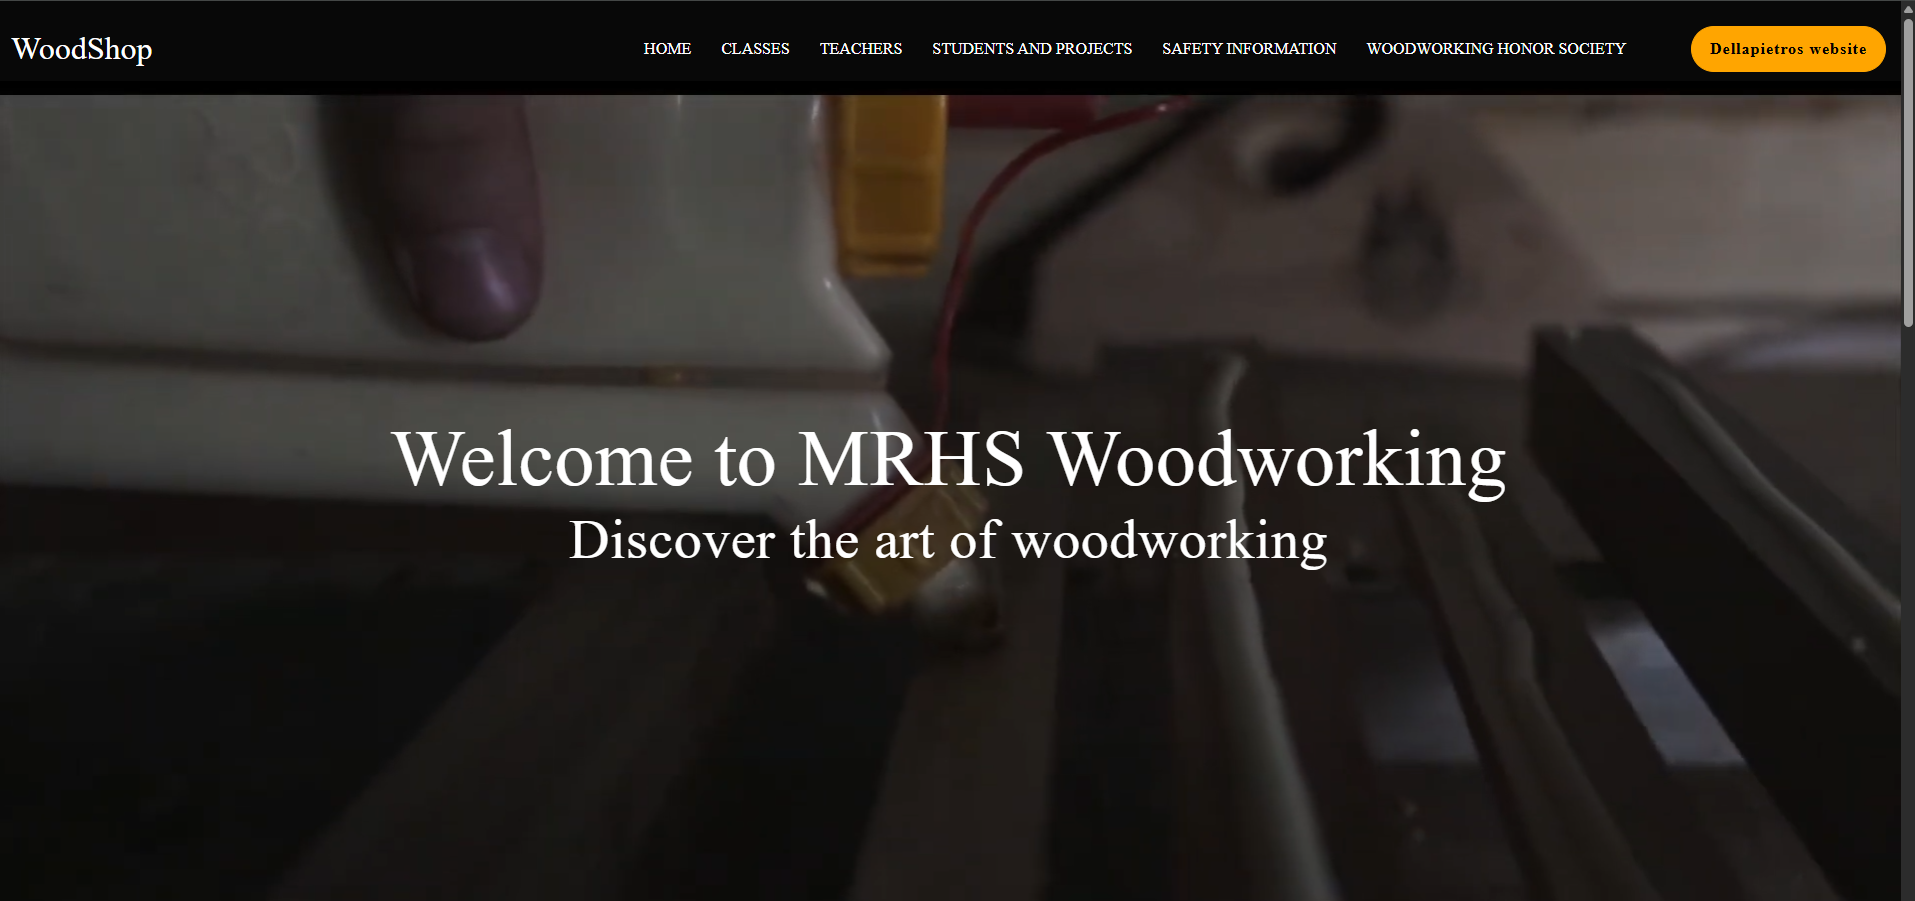 WoodShop
HOME CLASSES TEACHERS STUDENTS AND PROJECTS SAFETY INFORMATION WOODWORKING HONOR SOCIETY Dellapietros website
Welcome to MRHS Woodworking
Discover the art of woodworking